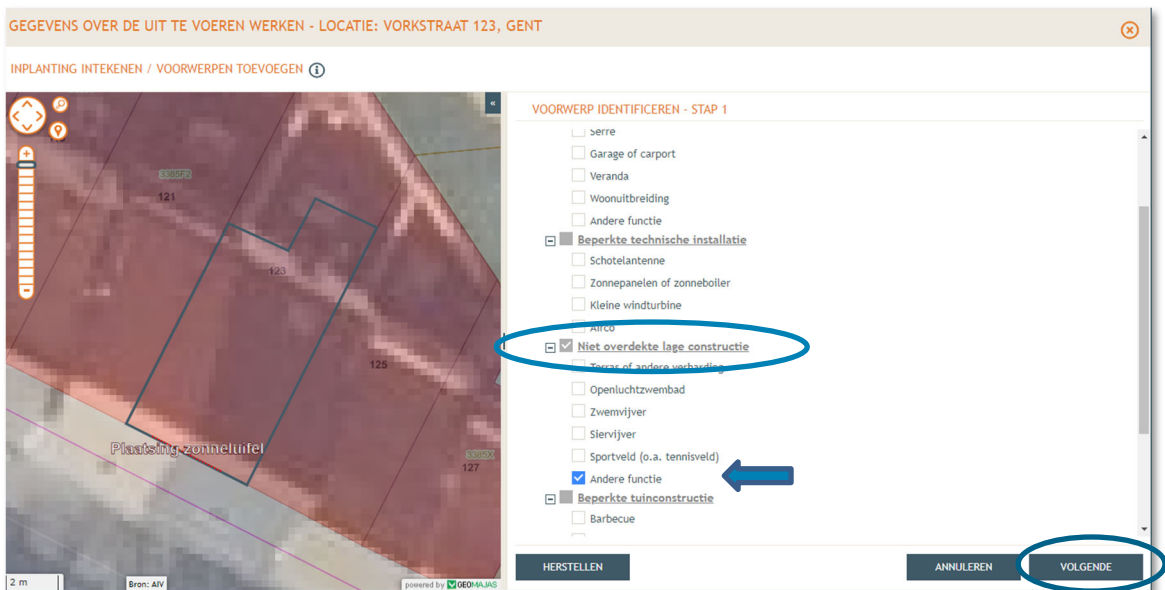 GEGEVENS OVER DE UIT TE VOEREN WERKEN - LOCATIE: VORKSTRAAT 123, GENT
INPLANTING INTEKENEN / VOORWERPEN TOEVOEGEN
3385F2
121
123
125
Plaatsing zonneluifel
127
2 m
Bron: AIV
powered by GEOMAJAS
VOORWERP IDENTIFICEREN - STAP 1
Serre
Garage of carport
Veranda
Woonuitbreiding
Andere functie
Beperkte technische installatie
Schotelantenne
Zonnepanelen of zonneboiler
Kleine windturbine
Airco
Niet overdekte lage constructie
Terras of andere verharding
Openluchtzwembad
Zwemvijver
Siervijver
Sportveld (o.a. tennisveld)
Andere functie
Beperkte tuinconstructie
Barbecue
HERSTELLEN
ANNULEREN
VOLGENDE